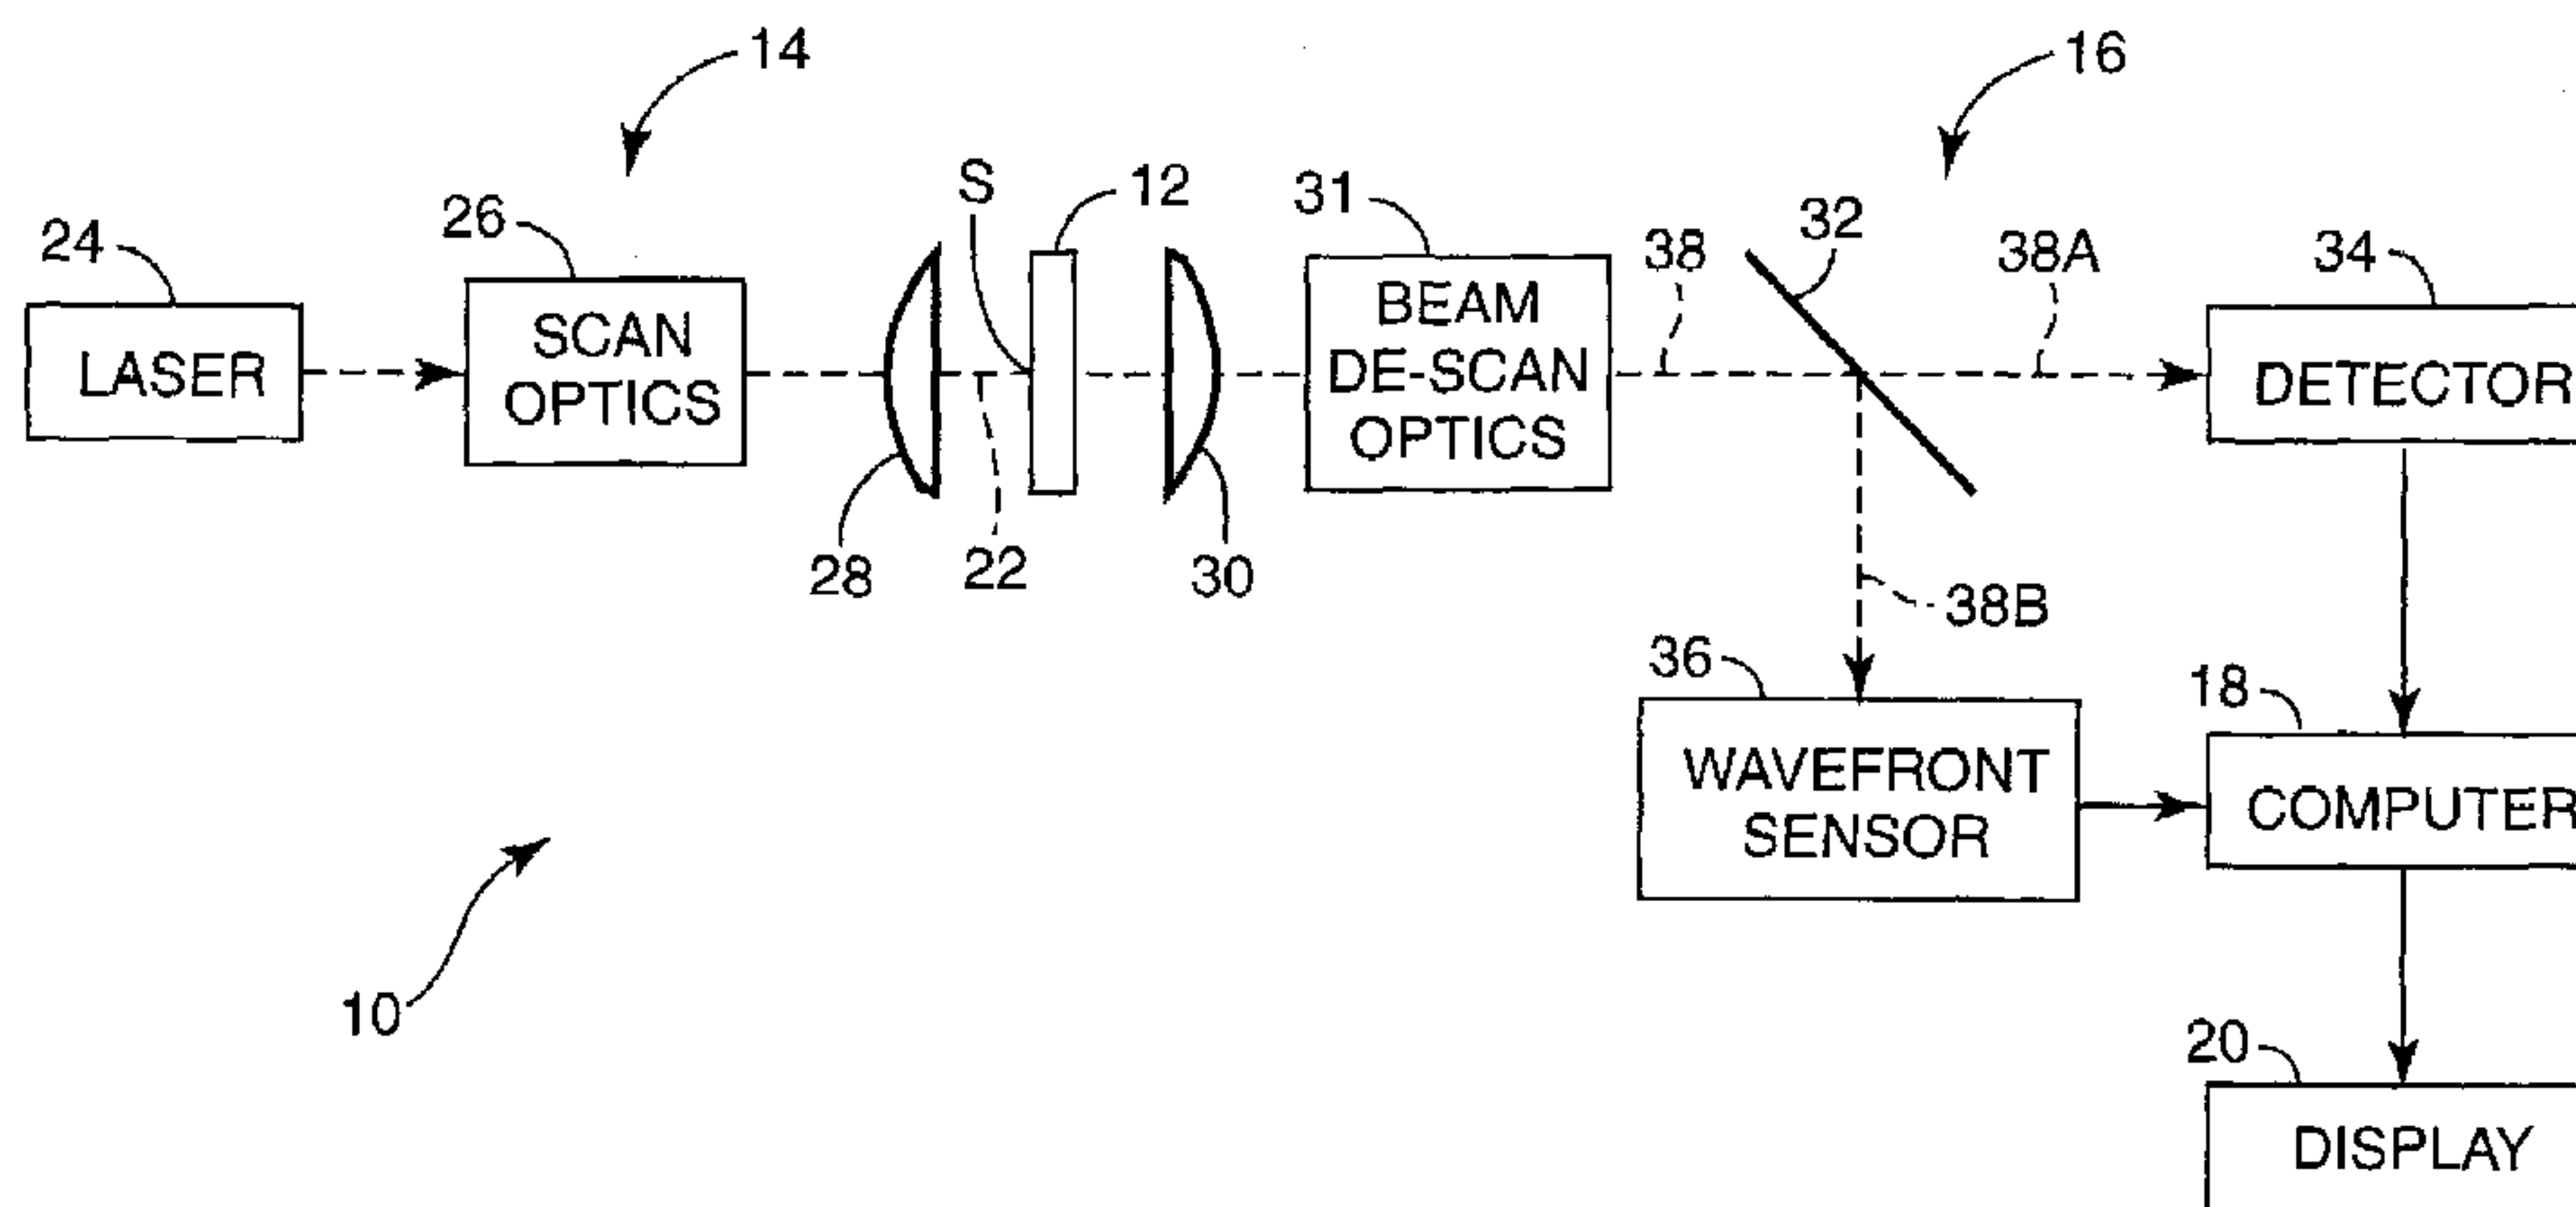 14
16
S
12
31
32
38
38A
34
26
24
LASER
SCAN
OPTICS
BEAM
DE-SCAN
OPTICS
DETECTOR
28
22
30
38B
36
18
WAVEFRONT
SENSOR
COMPUTER
10
20
DISPLAY